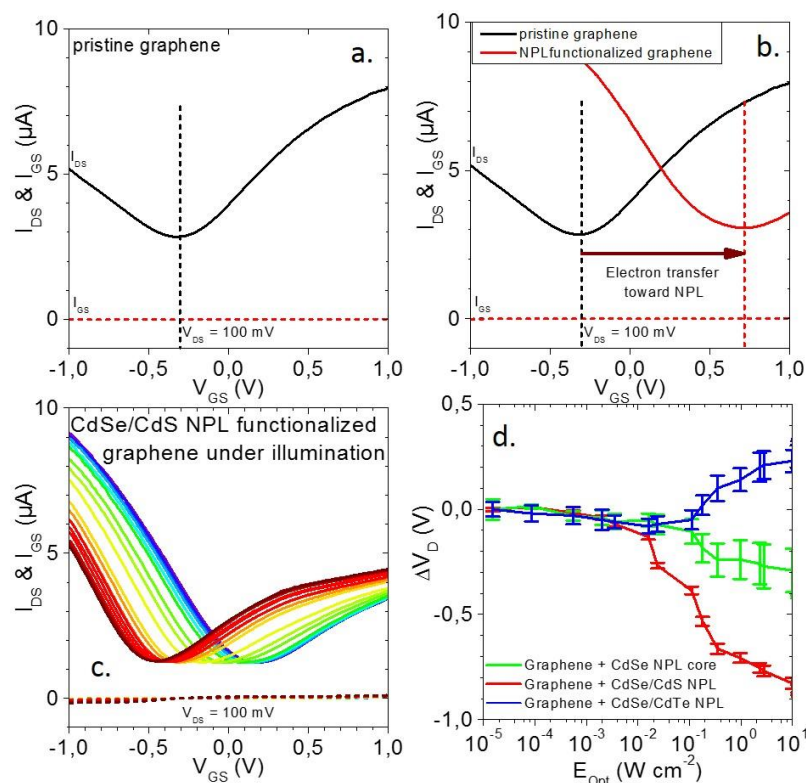 pristine graphene
a.
10
5
0
I_DS & I_GS (µA)
I_DS
I_GS
V_DS = 100 mV
-1,0 -0,5 0,0 0,5 1,0
V_GS (V)
pristine graphene
NPLfunctionalized graphene
b.
10
5
0
I_DS & I_GS (µA)
I_DS
I_GS
Electron transfer
toward NPL
V_DS = 100 mV
-1,0 -0,5 0,0 0,5 1,0
V_GS (V)
CdSe/CdS NPL functionalized
graphene under illumination
10
5
0
I_DS & I_GS (µA)
c.
V_DS = 100 mV
-1,0 -0,5 0,0 0,5 1,0
V_GS (V)
d.
0,5
0,0
-0,5
-1,0
ΔV_D (V)
Graphene + CdSe NPL core
Graphene + CdSe/CdS NPL
Graphene + CdSe/CdTe NPL
10⁻⁵ 10⁻⁴ 10⁻³ 10⁻² 10⁻¹ 10⁰ 10¹
E_Opt (W cm⁻²)